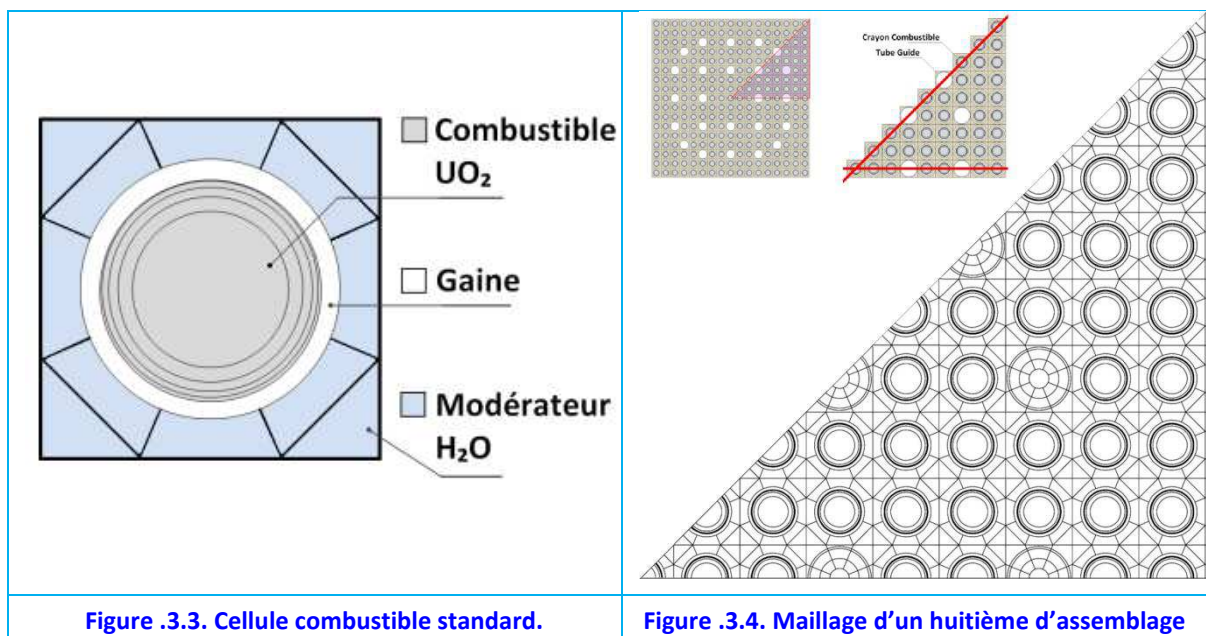 Combustible
UO₂
Gaine
Modérateur
H₂O
Crayon Combustible
Tube Guide
Figure .3.3. Cellule combustible standard.
Figure .3.4. Maillage d'un huitième d'assemblage